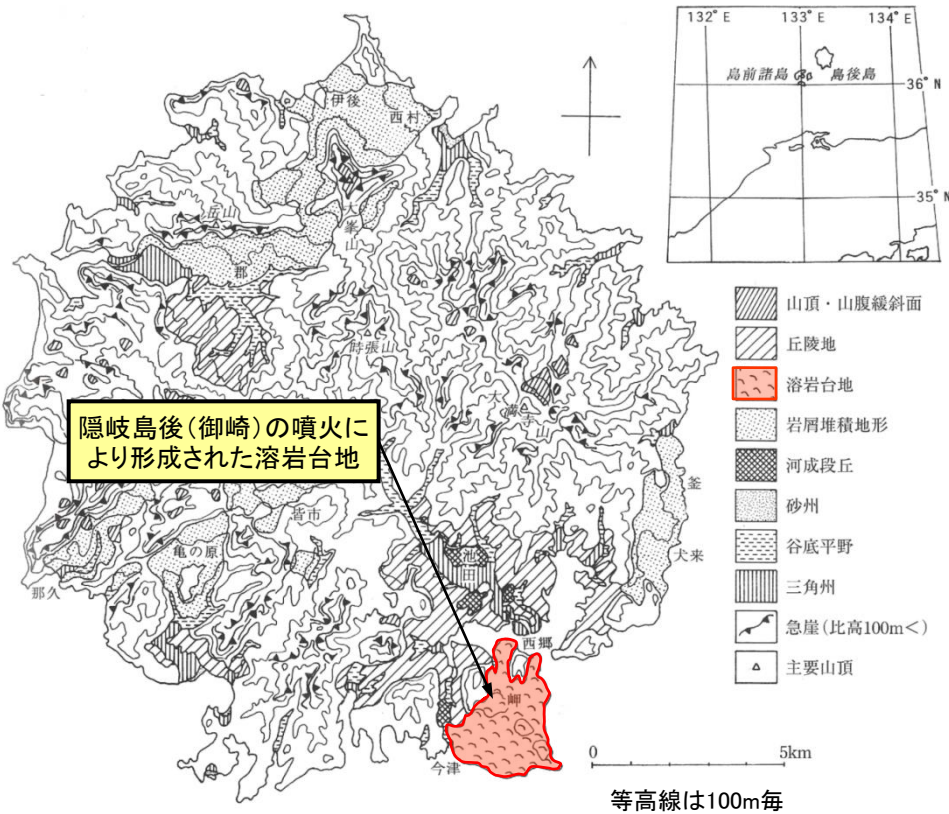 132°E
133°E
134°E
島前諸島
島後島
36°N
35°N
伊後
西村
峯山
郡
時張山
大満寺山
釜
犬来
皆市
亀の原
那久
池田
西郷
岬
今津
隠岐島後(御崎)の噴火に
より形成された溶岩台地
山頂・山腹緩斜面
丘陵地
溶岩台地
岩屑堆積地形
河成段丘
砂州
谷底平野
三角州
急崖(比高100m<)
主要山頂
0
5km
等高線は100m毎